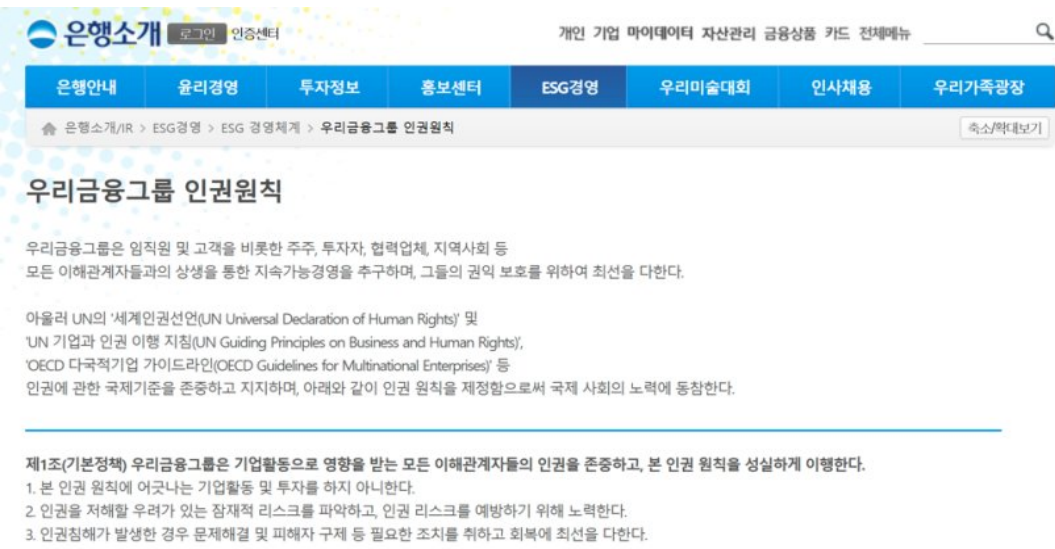 은행소개 로그인 인증센터 개인 기업 마이데이터 자산관리 금융상품 카드 전체메뉴
은행안내 윤리경영 투자정보 홍보센터 ESG경영 우리미술대회 인사채용 우리가족광장
은행소개/IR > ESG경영 > ESG 경영체계 > 우리금융그룹 인권원칙 축소/확대보기
우리금융그룹 인권원칙
우리금융그룹은 임직원 및 고객을 비롯한 주주, 투자자, 협력업체, 지역사회 등
모든 이해관계자들과의 상생을 통한 지속가능경영을 추구하며, 그들의 권익 보호를 위하여 최선을 다한다.
아울러 UN의 '세계인권선언(UN Universal Declaration of Human Rights)' 및
'UN 기업과 인권 이행 지침(UN Guiding Principles on Business and Human Rights)',
'OECD 다국적기업 가이드라인(OECD Guidelines for Multinational Enterprises)' 등
인권에 관한 국제기준을 존중하고 지지하며, 아래와 같이 인권 원칙을 제정함으로써 국제 사회의 노력에 동참한다.
제1조(기본정책) 우리금융그룹은 기업활동으로 영향을 받는 모든 이해관계자들의 인권을 존중하고, 본 인권 원칙을 성실하게 이행한다.
1. 본 인권 원칙에 어긋나는 기업활동 및 투자를 하지 아니한다.
2. 인권을 저해할 우려가 있는 잠재적 리스크를 파악하고, 인권 리스크를 예방하기 위해 노력한다.
3. 인권침해가 발생한 경우 문제해결 및 피해자 구제 등 필요한 조치를 취하고 회복에 최선을 다한다.